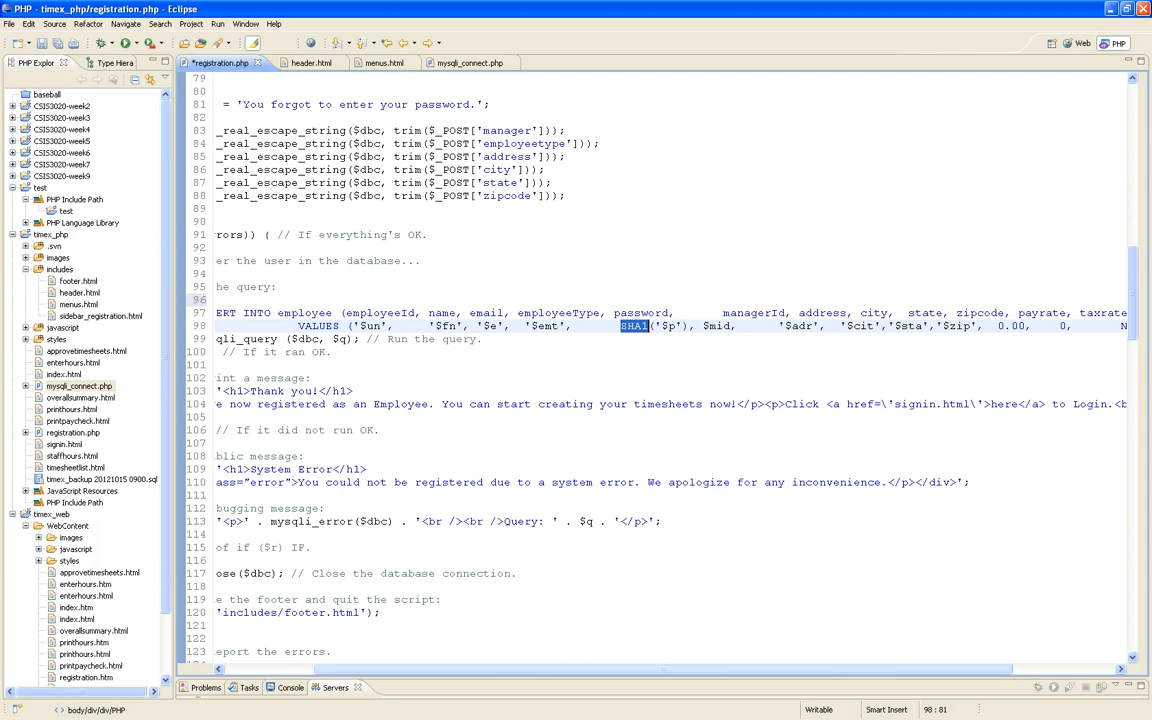 PHP - timex_php/registration.php - Eclipse
File Edit Source Refactor Navigate Search Project Run Window Help
Web PHP
PHP Explor Type Hiera
*registration.php header.html menus.html mysqli_connect.php
baseball
CSIS3020-week2
CSIS3020-week3
CSIS3020-week4
CSIS3020-week5
CSIS3020-week6
CSIS3020-week7
CSIS3020-week9
test
PHP Include Path
test
PHP Language Library
timex_php
.svn
images
includes
footer.html
header.html
menus.html
sidebar_register.html
javascript
styles
approvetimesheets.html
enterhours.html
index.html
mysqli_connect.php
overallsummary.html
printhours.html
printpaycheck.html
registration.php
signin.html
staffhours.html
timesheetlist.html
timex_backup 20121015 0900.sql
JavaScript Resources
PHP Include Path
timex_web
WebContent
images
javascript
styles
approvetimesheets.html
enterhours.htm
enterhours.html
index.htm
index.html
overallsummary.html
printhours.htm
printhours.html
printpaycheck.html
registration.htm
79
80
81 = 'You forgot to enter your password.';
82
83 _real_escape_string($dbc, trim($_POST['manager']));
84 _real_escape_string($dbc, trim($_POST['employeetype']));
85 _real_escape_string($dbc, trim($_POST['address']));
86 _real_escape_string($dbc, trim($_POST['city']));
87 _real_escape_string($dbc, trim($_POST['state']));
88 _real_escape_string($dbc, trim($_POST['zipcode']));
89
90
91 rors)) { // If everything's OK.
92
93 er the user in the database...
94
95 he query:
96
97 ERT INTO employee (employeeId, name, email, employeeType, password, managerId, address, city, state, zipcode, payrate, taxrate
98 VALUES ('$un', '$fn', '$e', '$emt', SHA1('$p'), $mid, '$adr', '$cit','$sta','$zip', 0.00, 0, N
99 qli_query ($dbc, $q); // Run the query.
100 // If it ran OK.
101
102 int a message:
103 '<h1>Thank you!</h1>
104 e now registered as an Employee. You can start creating your timesheets now!</p><p>Click <a href=\'signin.html\'>here</a> to Login.<b
105
106 // If it did not run OK.
107
108 blic message:
109 '<h1>System Error</h1>
110 ass="error">You could not be registered due to a system error. We apologize for any inconvenience.</p></div>';
111
112 bugging message:
113 '<p>' . mysqli_error($dbc) . '<br /><br />Query: ' . $q . '</p>';
114
115 of if ($r) IF.
116
117 ose($dbc); // Close the database connection.
118
119 e the footer and quit the script:
120 'includes/footer.html');
121
122
123 eport the errors.
Problems Tasks Console Servers
body/div/div/PHP Writable Smart Insert 98 : 81